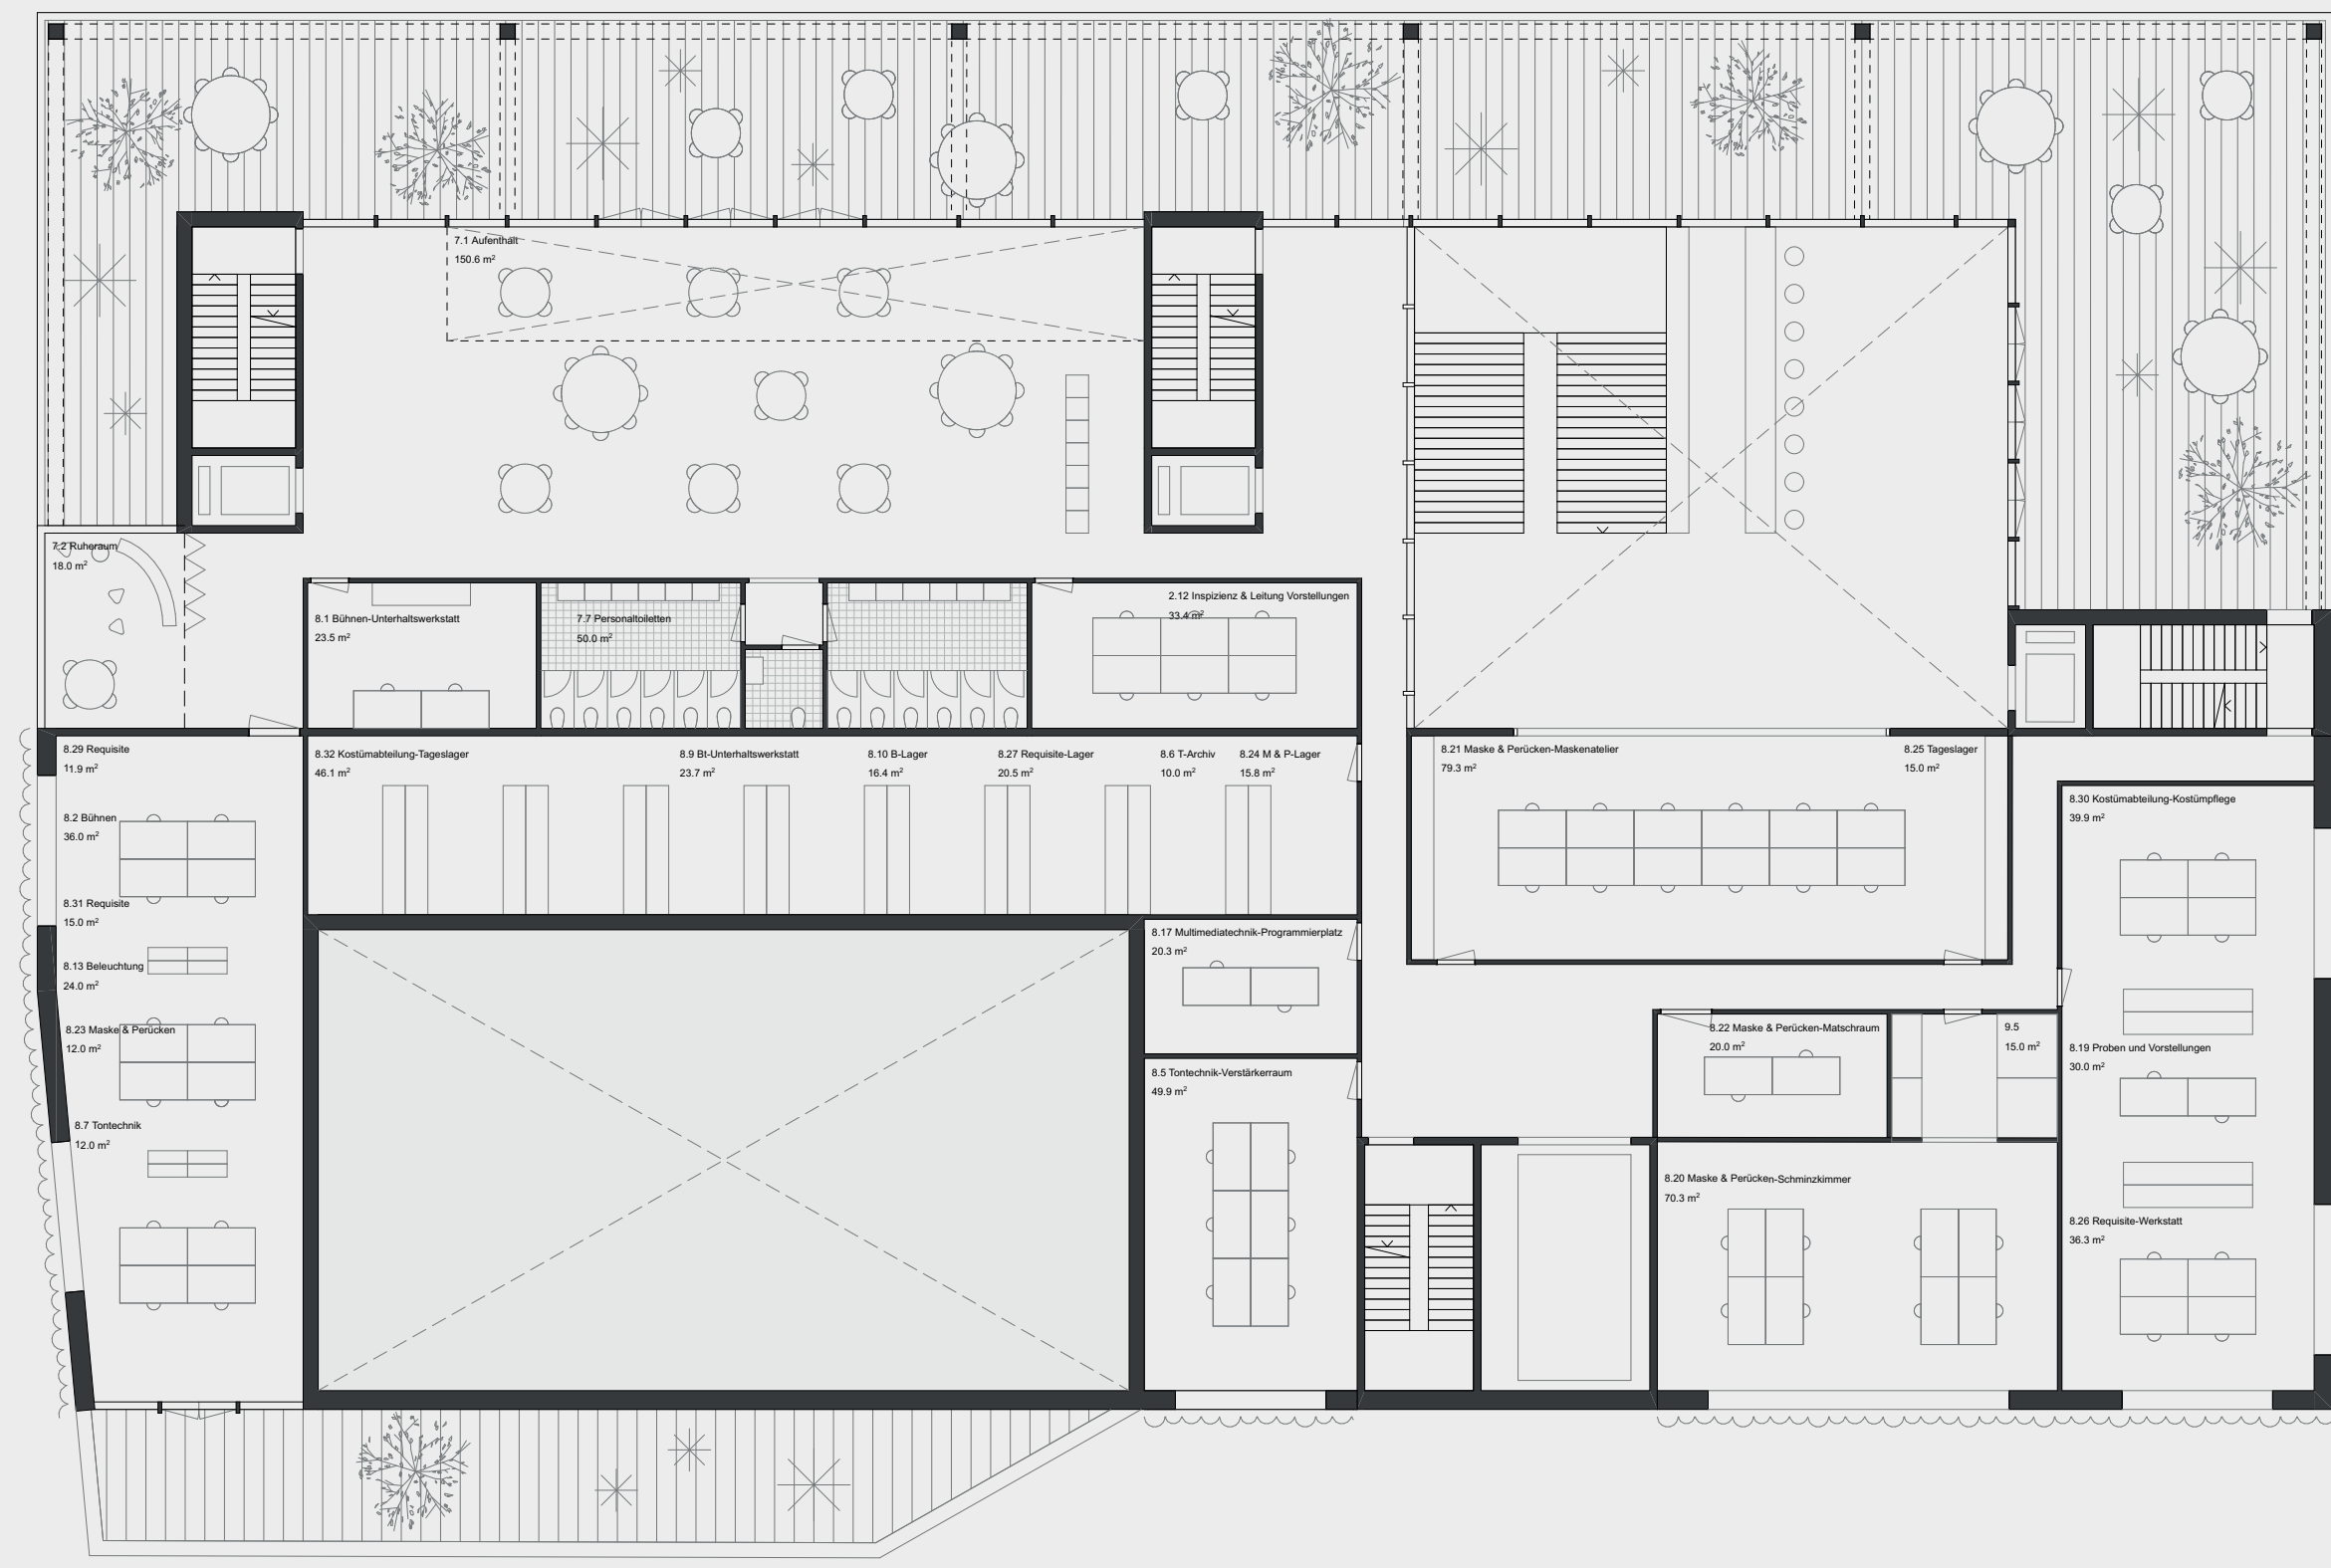 7.1 Aufenthalt
150.6 m²
7.2 Ruheraum
18.0 m²
8.1 Bühnen-Unterhaltswerkstatt
23.5 m²
7.7 Personaltoiletten
50.0 m²
2.12 Inspizienz & Leitung Vorstellungen
33.4 m²
8.29 Requisite
11.9 m²
8.32 Kostümabteilung-Tageslager
46.1 m²
8.9 Bt-Unterhaltswerkstatt
23.7 m²
8.10 B-Lager
16.4 m²
8.27 Requisite-Lager
20.5 m²
8.6 T-Archiv
10.0 m²
8.24 M & P-Lager
15.8 m²
8.21 Maske & Perücken-Maskenatelier
79.3 m²
8.25 Tageslager
15.0 m²
8.30 Kostümabteilung-Kostümpflege
39.9 m²
8.2 Bühnen
36.0 m²
8.31 Requisite
15.0 m²
8.13 Beleuchtung
24.0 m²
8.23 Maske & Perücken
12.0 m²
8.7 Tontechnik
12.0 m²
8.17 Multimediatechnik-Programmierplatz
20.3 m²
8.5 Tontechnik-Verstärkerraum
49.9 m²
8.22 Maske & Perücken-Matschraum
20.0 m²
9.5
15.0 m²
8.19 Proben und Vorstellungen
30.0 m²
8.20 Maske & Perücken-Schminzkimmer
70.3 m²
8.26 Requisite-Werkstatt
36.3 m²